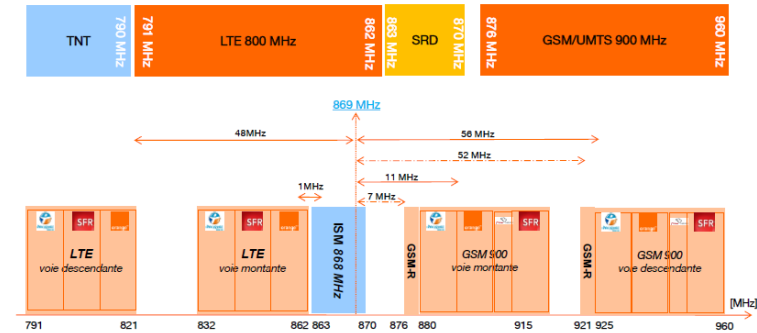 TNT
790 MHz
791 MHz
LTE 800 MHz
862 MHz
863 MHz
SRD
870 MHz
876 MHz
GSM/UMTS 900 MHz
960 MHz
869 MHz
48MHz
56 MHz
52 MHz
11 MHz
1MHz
7 MHz
SFR
LTE
voie descendante
SFR
LTE
voie montante
ISM 868 MHz
GSM-R
SFR
GSM 900
voie montante
GSM-R
SFR
GSM 900
voie descendante
[MHz]
791
821
832
862
863
870
876
880
915
921
925
960